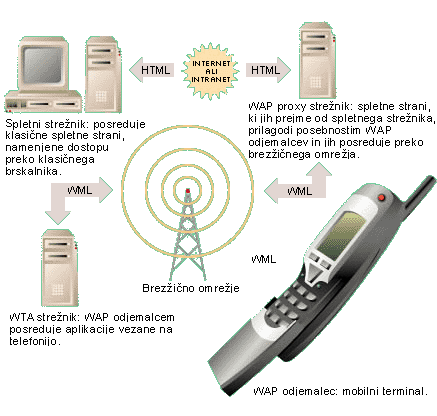 INTERNET
ALI
INTRANET
HTML
HTML
Spletni strežnik: posreduje
klasične spletne strani,
namenjene dostopu
preko klasičnega
brskalnika.
WAP proxy strežnik: spletne strani,
ki jih prejme od spletnega strežnika,
prilagodi posebnostim WAP
odjemalcev in jih posreduje preko
brezžičnega omrežja.
WML
WML
WML
Brezžično omrežje
WTA strežnik: WAP odjemalcem
posreduje aplikacije vezane na
telefonijo.
WAP odjemalec: mobilni terminal.